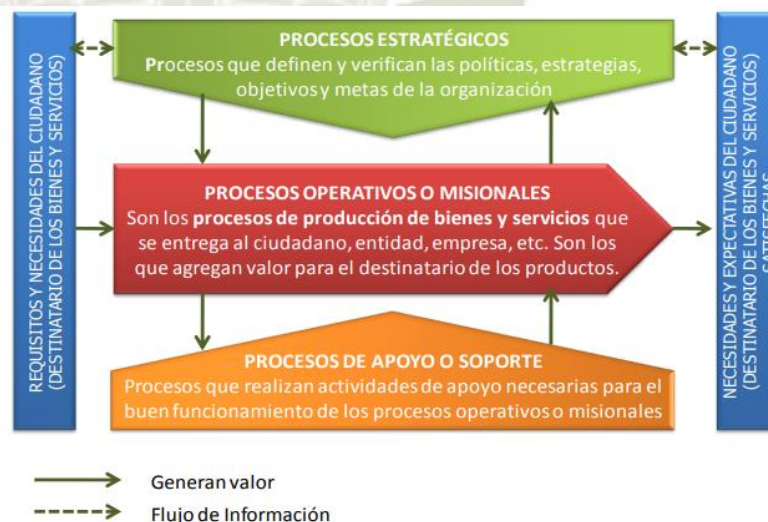 REQUISITOS Y NECESIDADES DEL CIUDADANO
(DESTINATARIO DE LOS BIENES Y SERVICIOS)
PROCESOS ESTRATÉGICOS
Procesos que definen y verifican las políticas, estrategias,
objetivos y metas de la organización
PROCESOS OPERATIVOS O MISIONALES
Son los procesos de producción de bienes y servicios que
se entrega al ciudadano, entidad, empresa, etc. Son los
que agregan valor para el destinatario de los productos.
PROCESOS DE APOYO O SOPORTE
Procesos que realizan actividades de apoyo necesarias para el
buen funcionamiento de los procesos operativos o misionales
NECESIDADES Y EXPECTATIVAS DEL CIUDADANO
(DESTINATARIO DE LOS BIENES Y SERVICIOS)
SATISFECHAS
Generan valor
Flujo de Información